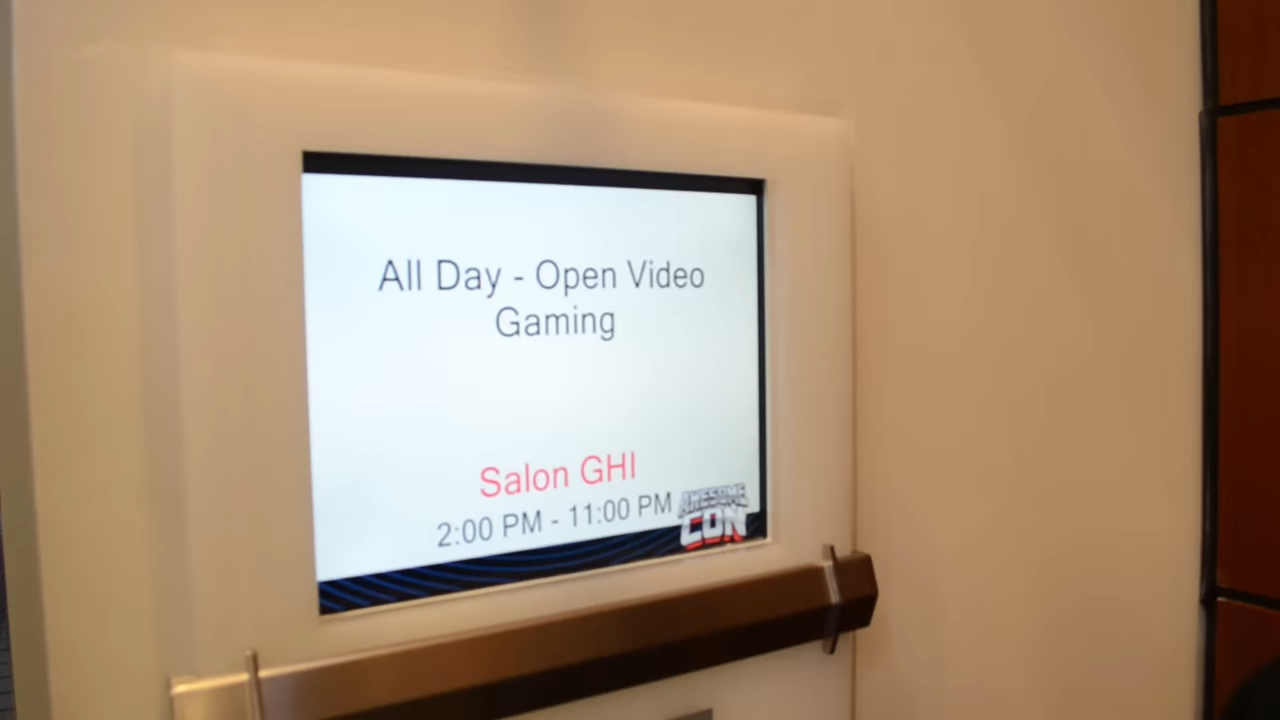 All Day - Open Video
Gaming
Salon GHI
2:00 PM - 11:00 PM
AWESOME
CON